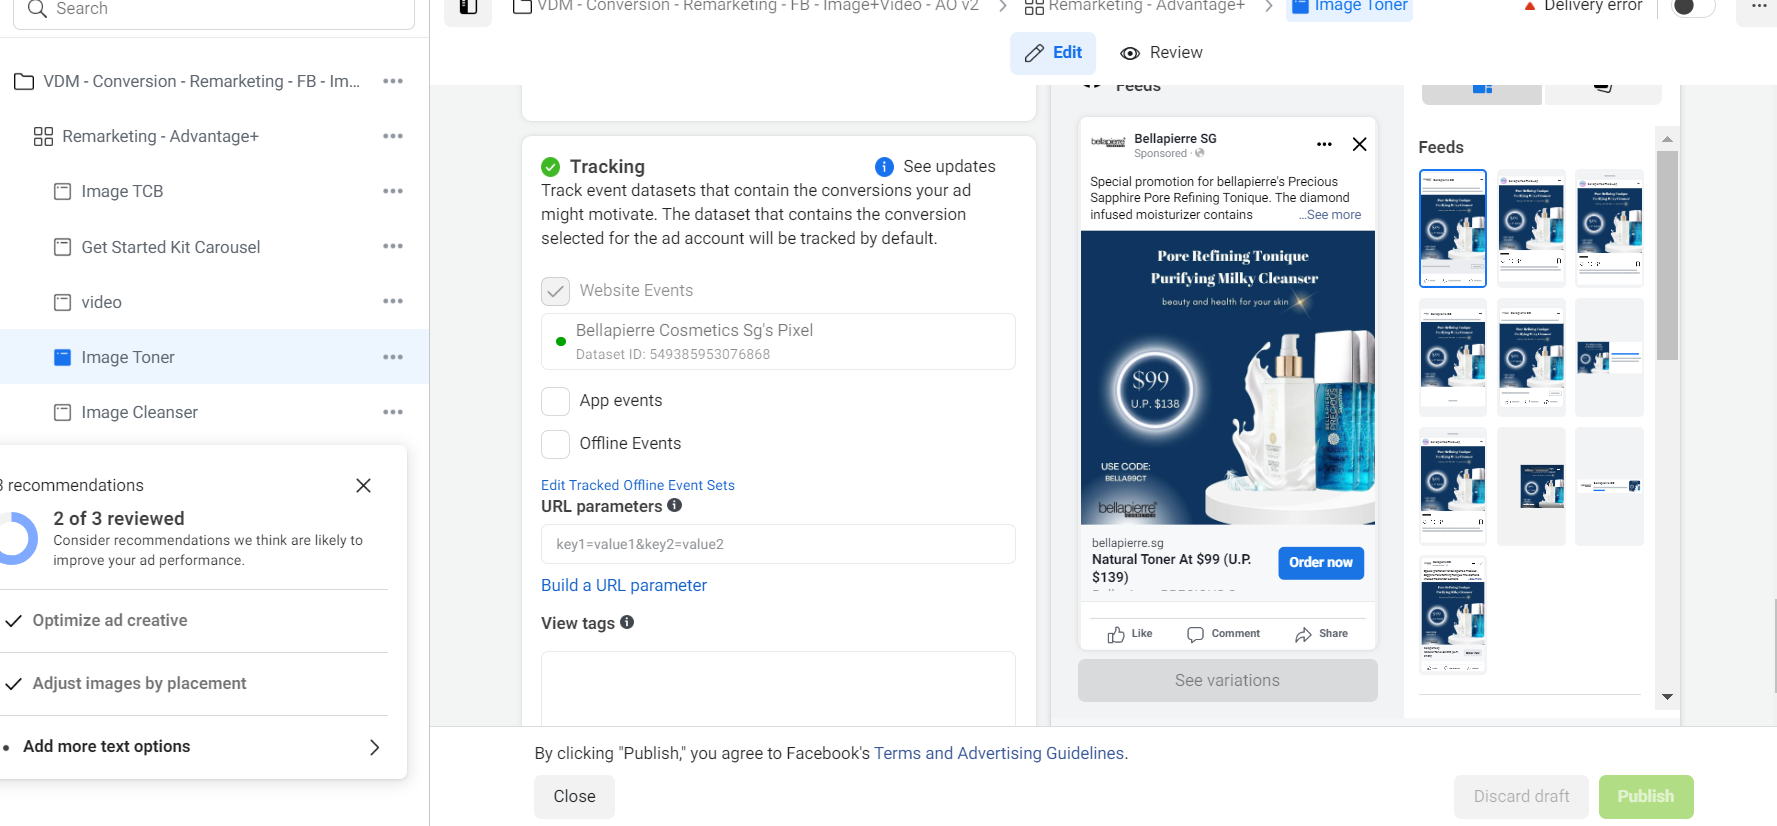 Search
VDM - Conversion - Remarketing - FB - Image+Video - AO v2
Remarketing - Advantage+
Image Toner
Delivery error
Edit
Review
VDM - Conversion - Remarketing - FB - Im...
Remarketing - Advantage+
Image TCB
Get Started Kit Carousel
video
Image Toner
Image Cleanser
3 recommendations
2 of 3 reviewed
Consider recommendations we think are likely to
improve your ad performance.
Optimize ad creative
Adjust images by placement
Add more text options
Tracking
See updates
Track event datasets that contain the conversions your ad
might motivate. The dataset that contains the conversion
selected for the ad account will be tracked by default.
Website Events
Bellapierre Cosmetics Sg's Pixel
Dataset ID: 549385953076868
App events
Offline Events
Edit Tracked Offline Event Sets
URL parameters
key1=value1&key2=value2
Build a URL parameter
View tags
Feeds
bellapierre
Bellapierre SG
Sponsored ·
Special promotion for bellapierre's Precious
Sapphire Pore Refining Tonique. The diamond
infused moisturizer contains ...See more
Pore Refining Tonique
Purifying Milky Cleanser
beauty and health for your skin
$99
U.P. $138
USE CODE:
BELLA99CT
bellapierre
bellapierre.sg
Natural Toner At $99 (U.P.
$139)
Order now
Like
Comment
Share
See variations
Feeds
By clicking "Publish," you agree to Facebook's Terms and Advertising Guidelines.
Close
Discard draft
Publish